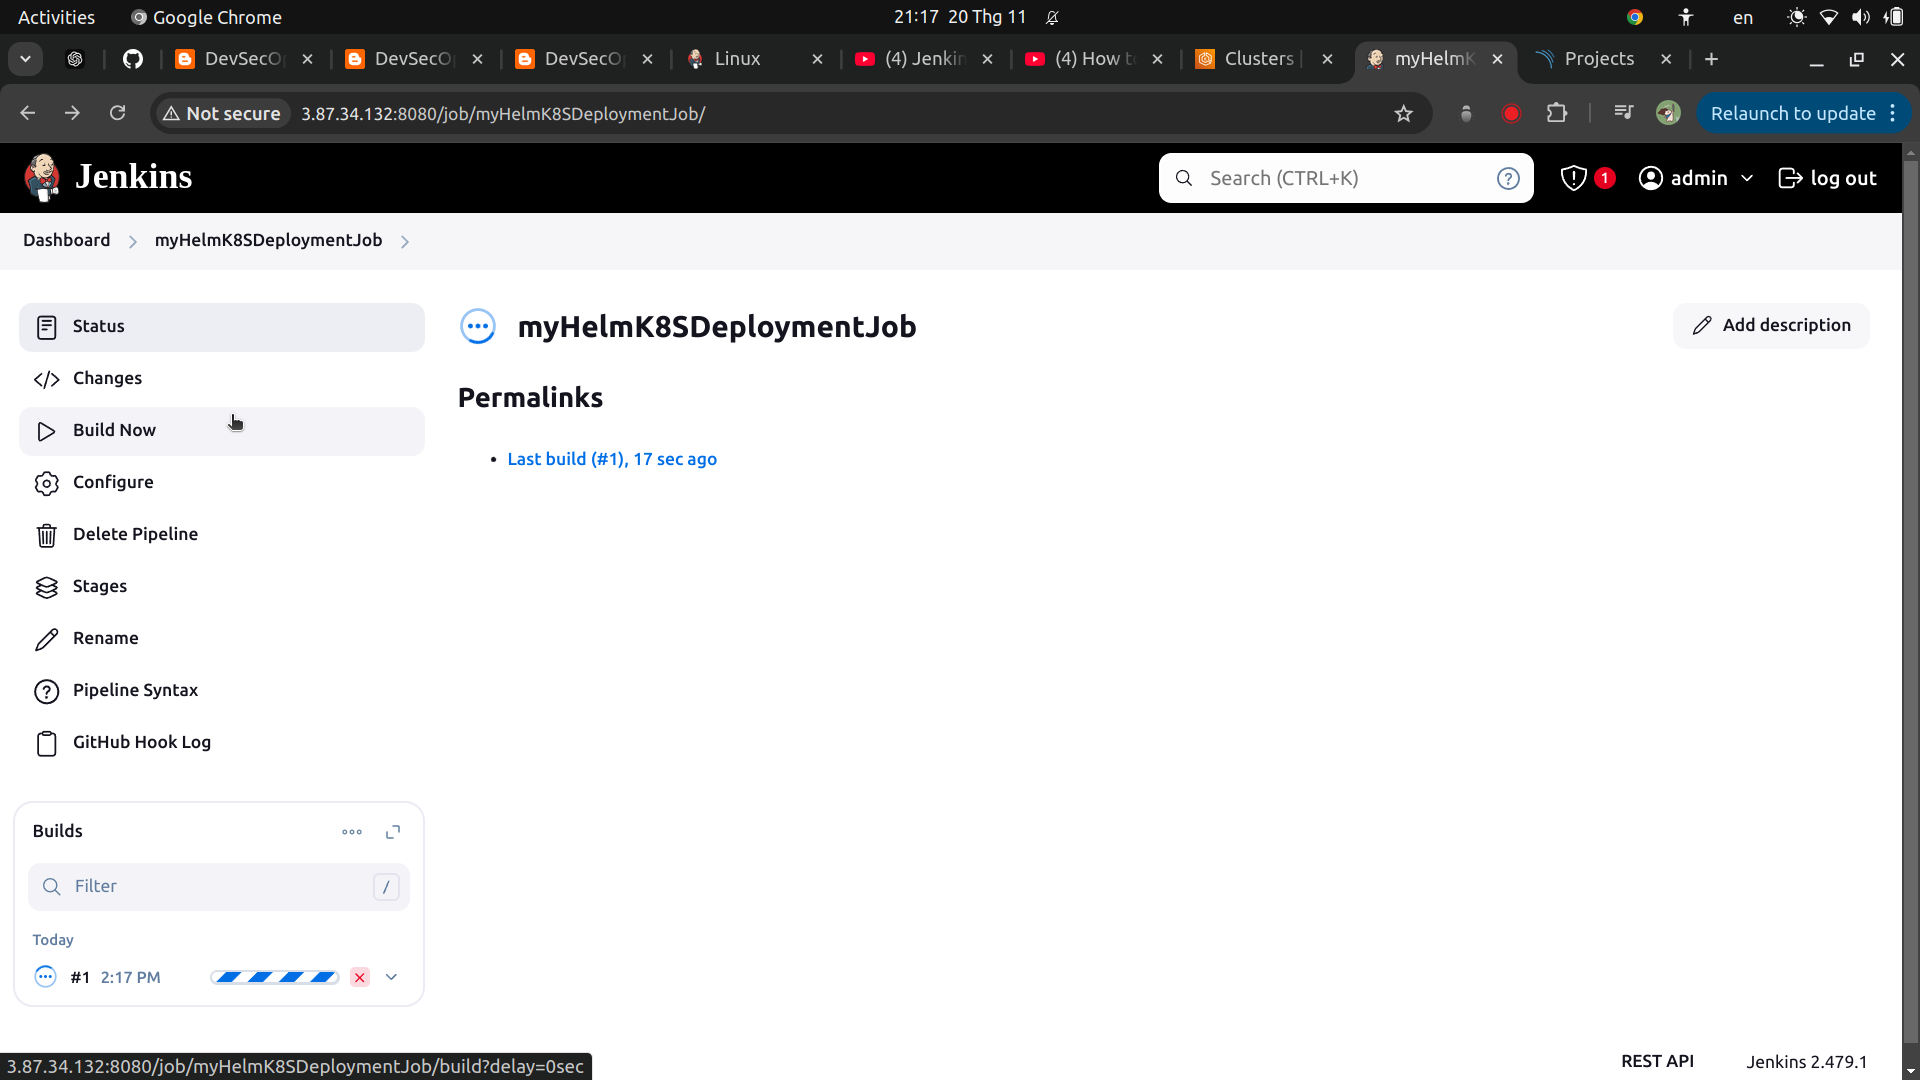 Activities Google Chrome 21:17 20 Thg 11 en
DevSecO DevSecO DevSecO Linux (4) Jenkin (4) How t Clusters myHelmK Projects
Not secure 3.87.34.132:8080/job/myHelmK8SDeploymentJob/ Relaunch to update
Jenkins Search (CTRL+K) ? 1 admin log out
Dashboard myHelmK8SDeploymentJob
Status
Changes
Build Now
Configure
Delete Pipeline
Stages
Rename
Pipeline Syntax
GitHub Hook Log
myHelmK8SDeploymentJob Add description
Permalinks
• Last build (#1), 17 sec ago
Builds
Filter /
Today
#1 2:17 PM
3.87.34.132:8080/job/myHelmK8SDeploymentJob/build?delay=0sec
REST API Jenkins 2.479.1